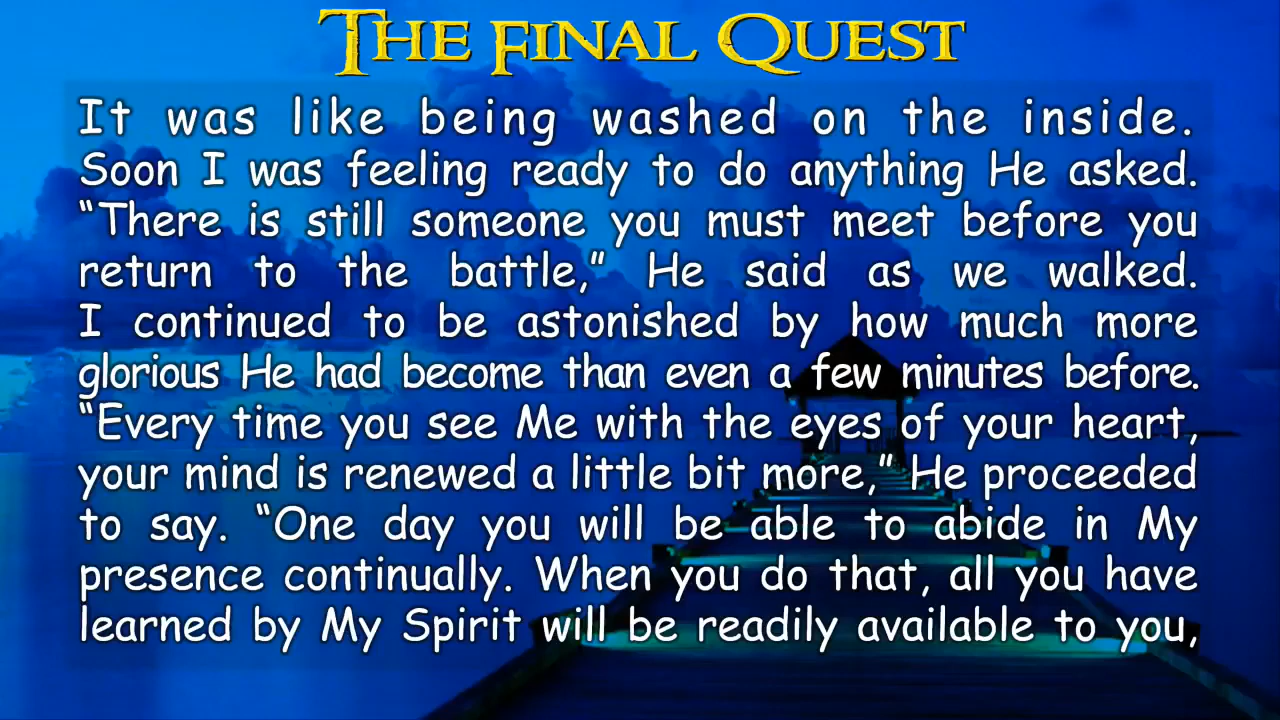 The Final Quest
It was like being washed on the inside.
Soon I was feeling ready to do anything He asked.
“There is still someone you must meet before you
return to the battle,” He said as we walked.
I continued to be astonished by how much more
glorious He had become than even a few minutes before.
“Every time you see Me with the eyes of your heart,
your mind is renewed a little bit more,” He proceeded
to say. “One day you will be able to abide in My
presence continually. When you do that, all you have
learned by My Spirit will be readily available to you,